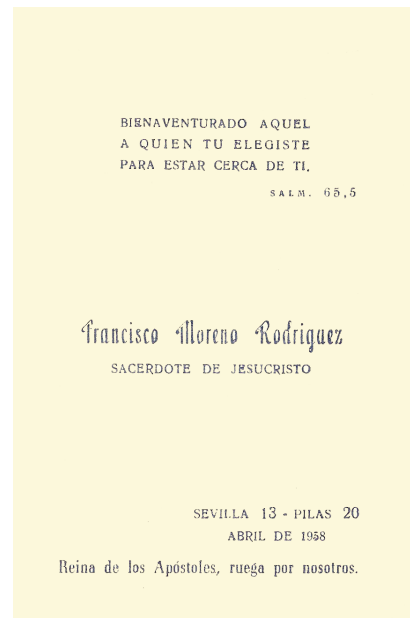 BIENAVENTURADO AQUEL
A QUIEN TU ELEGISTE
PARA ESTAR CERCA DE TI.
SALM. 65,5
Francisco Moreno Rodriguez
SACERDOTE DE JESUCRISTO
SEVILLA 13 - PILAS 20
ABRIL DE 1958
Reina de los Apóstoles, ruega por nosotros.